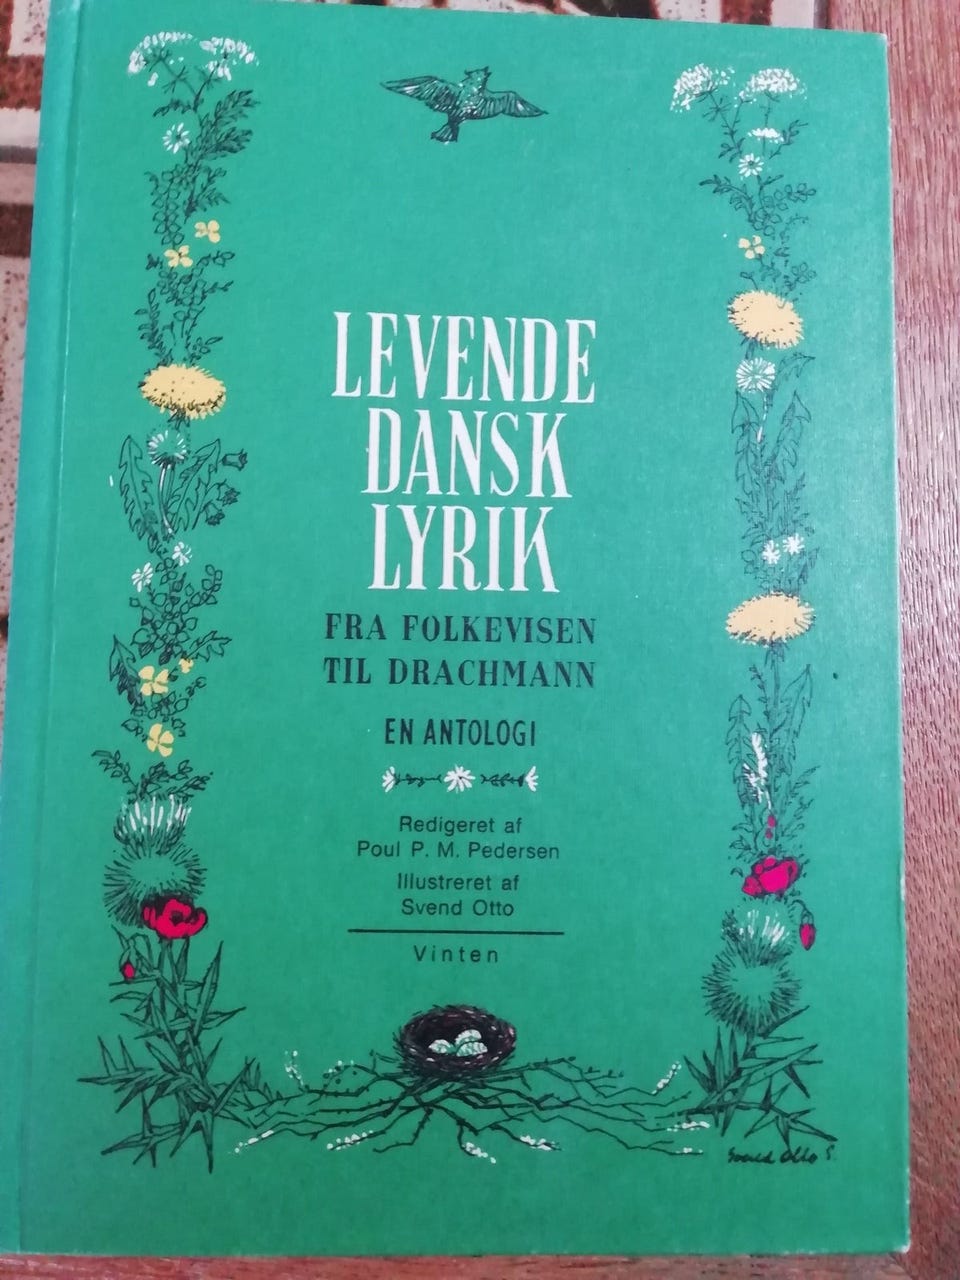 LEVENDE
DANSK
LYRIK
FRA FOLKEVISEN
TIL DRACHMANN
EN ANTOLOGI
Redigeret af
Poul P. M. Pedersen
Illustreret af
Svend Otto
Vinten
Svend Otto S.